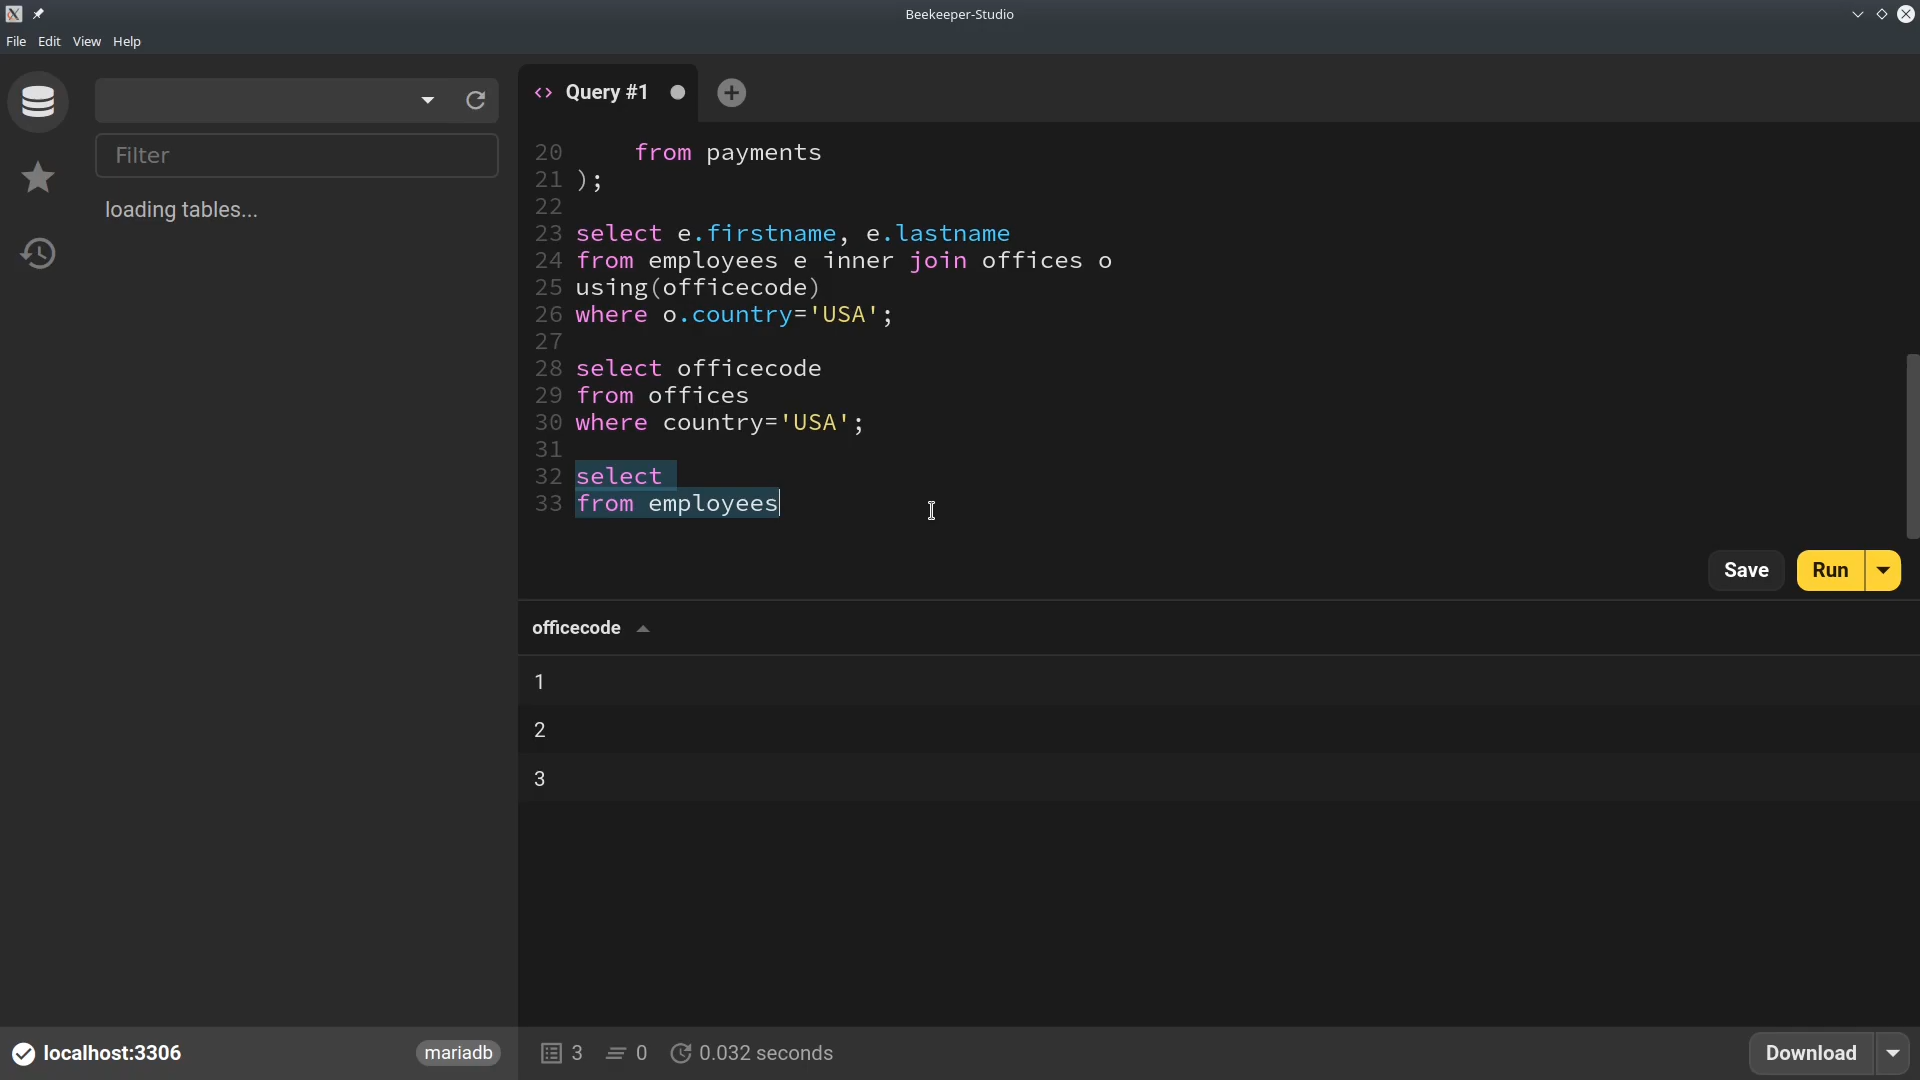 Beekeeper-Studio
File Edit View Help
Filter
loading tables...
<> Query #1
20     from payments
21 );
22
23 select e.firstname, e.lastname
24 from employees e inner join offices o
25 using(officecode)
26 where o.country='USA';
27
28 select officecode
29 from offices
30 where country='USA';
31
32 select
33 from employees
Save Run
officecode
1
2
3
localhost:3306 mariadb 3 0 0.032 seconds Download